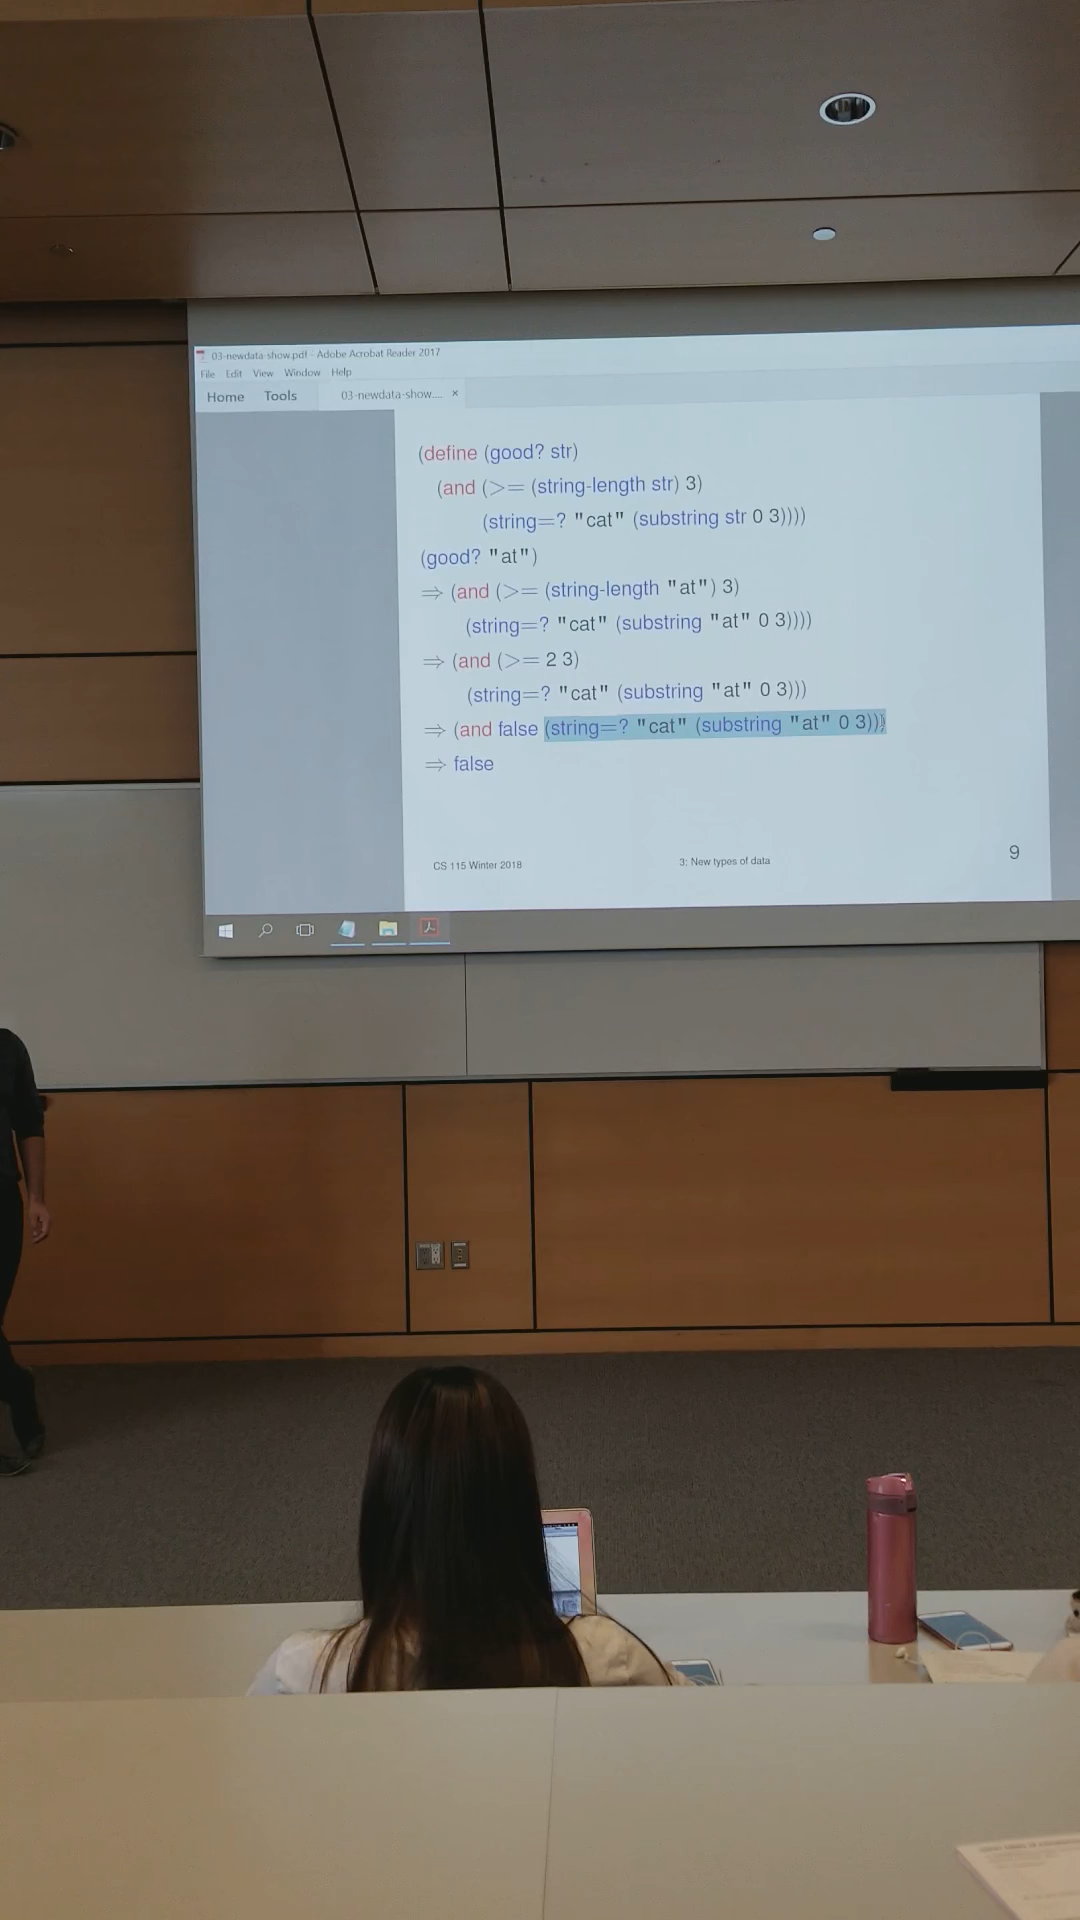 03-newdata-show.pdf - Adobe Acrobat Reader 2017
File Edit View Window Help
Home Tools 03-newdata-show.... ×
(define (good? str)
(and (>= (string-length str) 3)
(string=? "cat" (substring str 0 3))))
(good? "at")
⇒ (and (>= (string-length "at") 3)
(string=? "cat" (substring "at" 0 3))))
⇒ (and (>= 2 3)
(string=? "cat" (substring "at" 0 3)))
⇒ (and false (string=? "cat" (substring "at" 0 3)))
⇒ false
CS 115 Winter 2018 3: New types of data 9